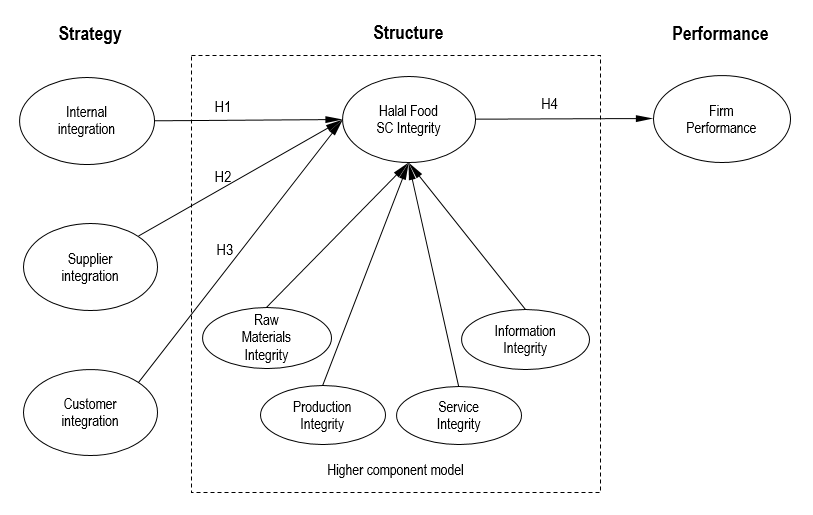 Strategy
Structure
Performance
Internal
integration
H1
Halal Food
SC Integrity
H4
Firm
Performance
H2
Supplier
integration
H3
Raw
Materials
Integrity
Information
Integrity
Customer
integration
Production
Integrity
Service
Integrity
Higher component model